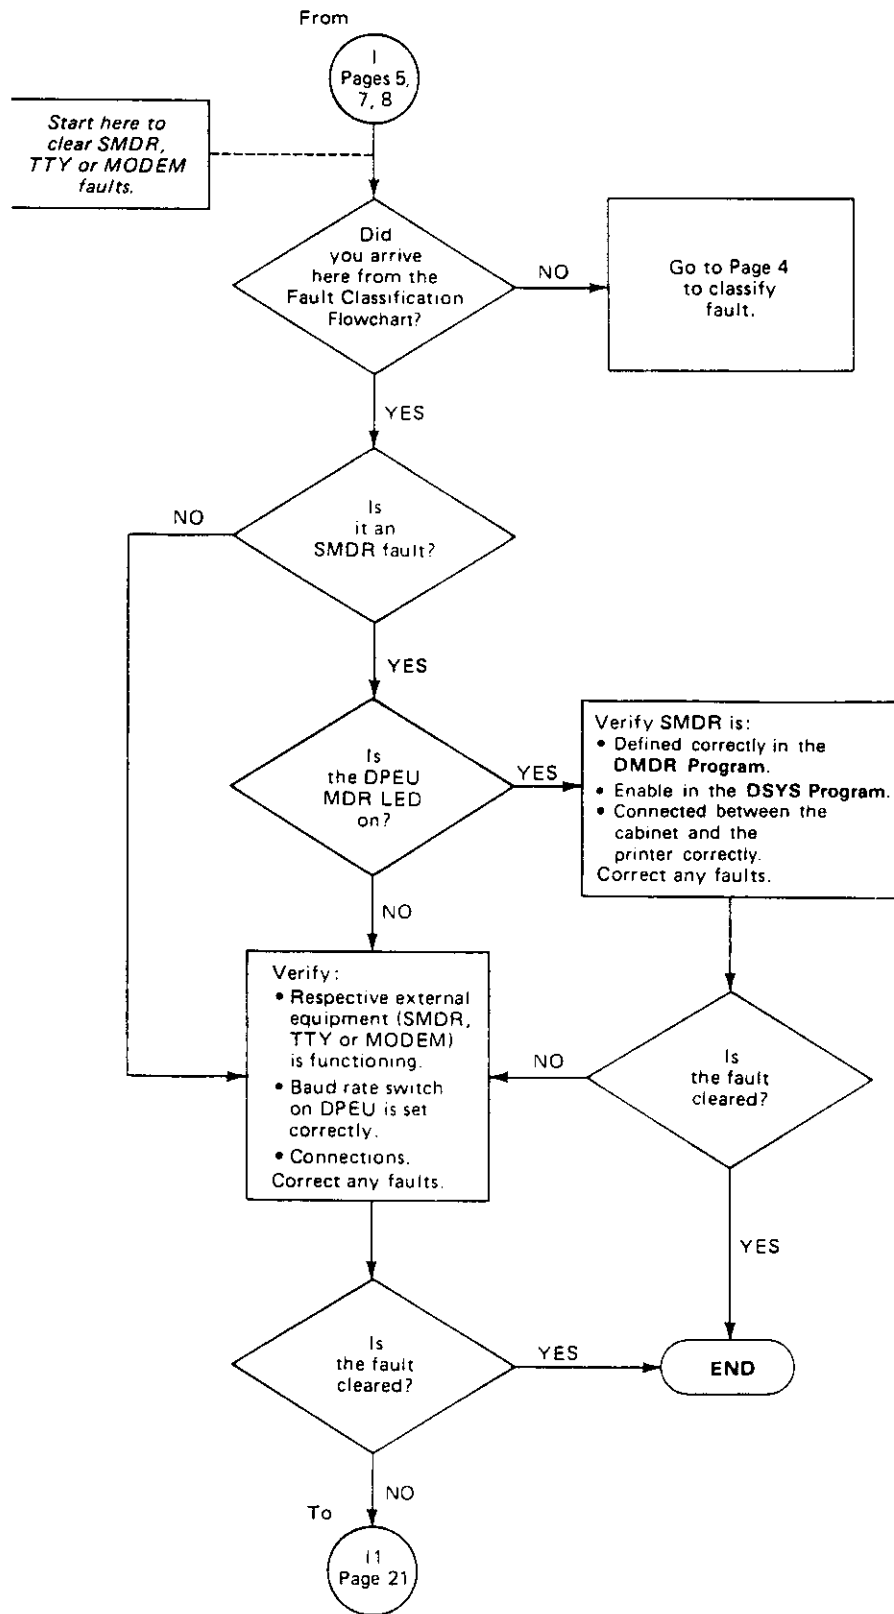 From
I
Pages 5,
7, 8
Start here to
clear SMDR,
TTY or MODEM
faults.
Did
you arrive
here from the
Fault Classification
Flowchart?
NO
Go to Page 4
to classify
fault.
YES
Is
it an
SMDR fault?
NO
YES
Is
the DPEU
MDR LED
on?
YES
Verify SMDR is:
• Defined correctly in the
DMDR Program.
• Enable in the DSYS Program.
• Connected between the
cabinet and the
printer correctly.
Correct any faults.
NO
Verify:
• Respective external
equipment (SMDR,
TTY or MODEM)
is functioning.
• Baud rate switch
on DPEU is set
correctly.
• Connections.
Correct any faults.
NO
Is
the fault
cleared?
YES
Is
the fault
cleared?
YES
END
NO
To
I1
Page 21